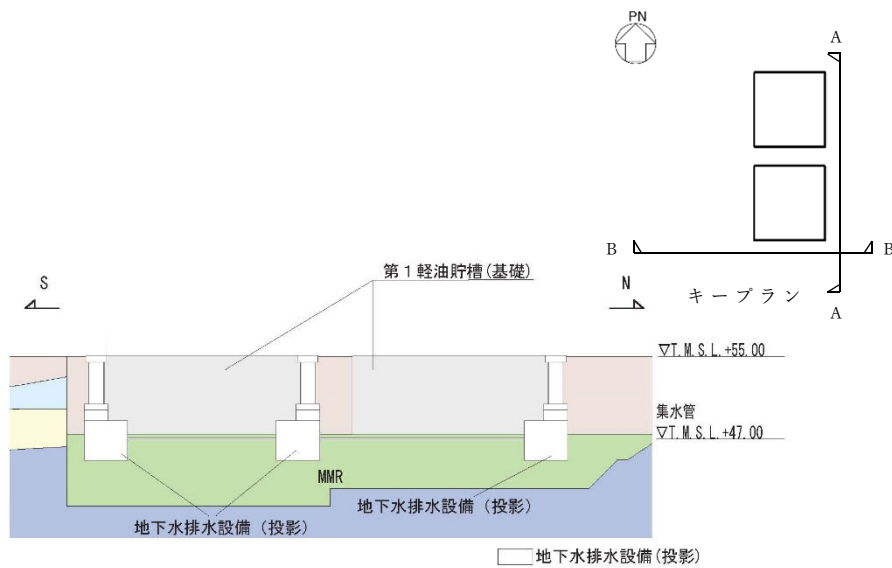 PN
A
B
B
キープラン
A
第1軽油貯槽(基礎)
S
N
▽T.M.S.L.+55.00
集水管
▽T.M.S.L.+47.00
MMR
地下水排水設備(投影)
地下水排水設備(投影)
地下水排水設備(投影)